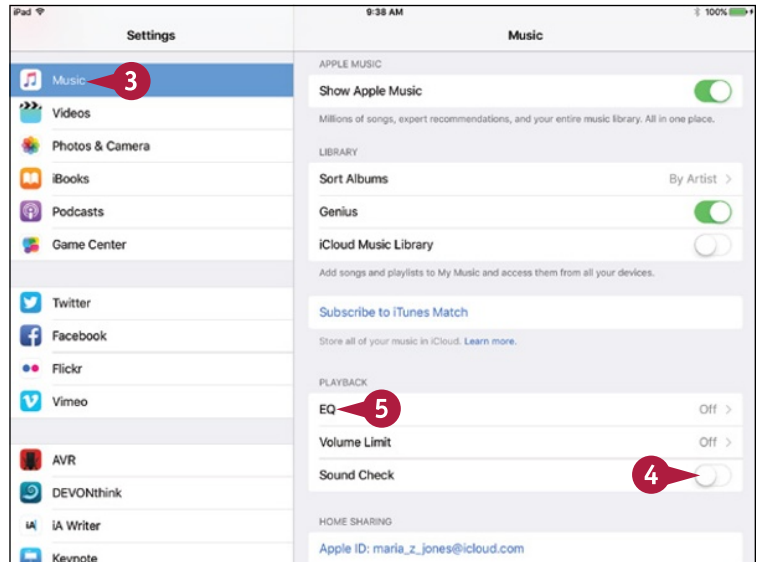 iPad 9:38 AM 100%
Settings
Music
3
Videos
Photos & Camera
iBooks
Podcasts
Game Center
Twitter
Facebook
Flickr
Vimeo
AVR
DEVONthink
iA iA Writer
Keynote
Music
APPLE MUSIC
Show Apple Music
Millions of songs, expert recommendations, and your entire music library. All in one place.
LIBRARY
Sort Albums By Artist >
Genius
iCloud Music Library
Add songs and playlists to My Music and access them from all your devices.
Subscribe to iTunes Match
Store all of your music in iCloud. Learn more.
PLAYBACK
EQ 5 Off >
Volume Limit Off >
Sound Check 4
HOME SHARING
Apple ID: maria_z_jones@icloud.com